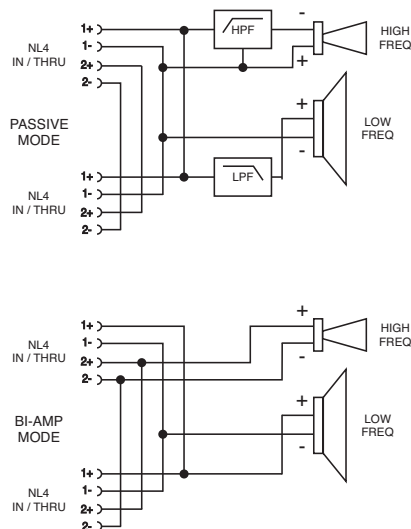 1+
1-
2+
2-
NL4
IN / THRU
HPF
-
+
HIGH
FREQ
PASSIVE
MODE
+
-
LOW
FREQ
1+
1-
2+
2-
NL4
IN / THRU
LPF
1+
1-
2+
2-
NL4
IN / THRU
+
-
HIGH
FREQ
BI-AMP
MODE
+
-
LOW
FREQ
1+
1-
2+
2-
NL4
IN / THRU